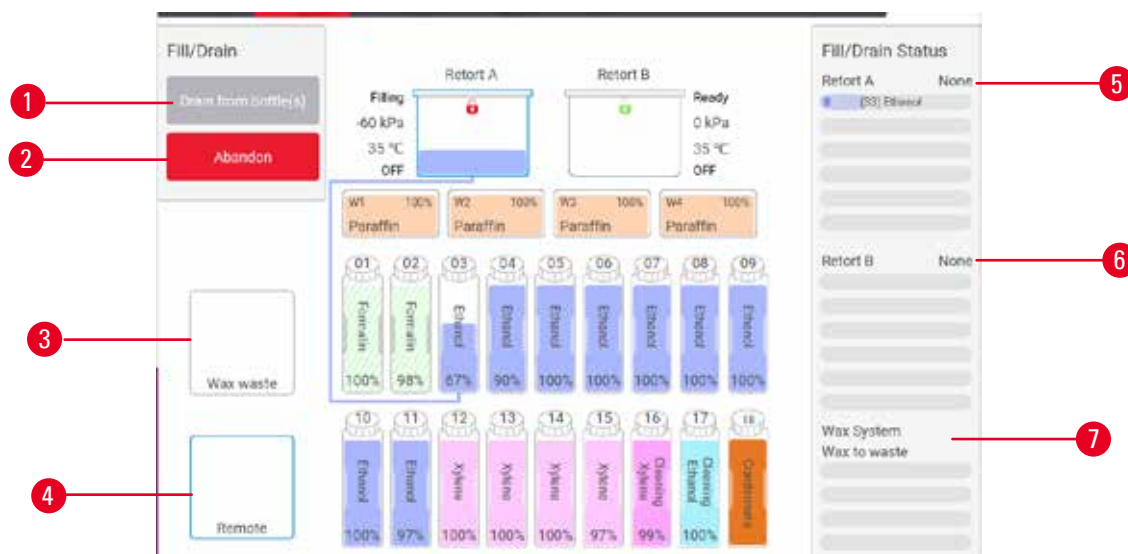 Fill/Drain
Drain from bottle(s)
Abandon
1
2
3
4
Wax waste
Remote
Retort A
Filling
-60 kPa
35 °C
OFF
Retort B
Ready
0 kPa
35 °C
OFF
W1 100%
Paraffin
W2 100%
Paraffin
W3 100%
Paraffin
W4 100%
Paraffin
01
Formalin
100%
02
Formalin
98%
03
Ethanol
67%
04
Ethanol
90%
05
Ethanol
100%
06
Ethanol
100%
07
Ethanol
100%
08
Ethanol
100%
09
Ethanol
100%
10
Ethanol
100%
11
Ethanol
97%
12
Xylene
100%
13
Xylene
100%
14
Xylene
100%
15
Xylene
97%
16
Cleaning
Xylene
99%
17
Cleaning
Ethanol
100%
18
Condensate
Fill/Drain Status
Retort A None
(S3) Ethanol
Retort B None
Wax System
Wax to waste
5
6
7